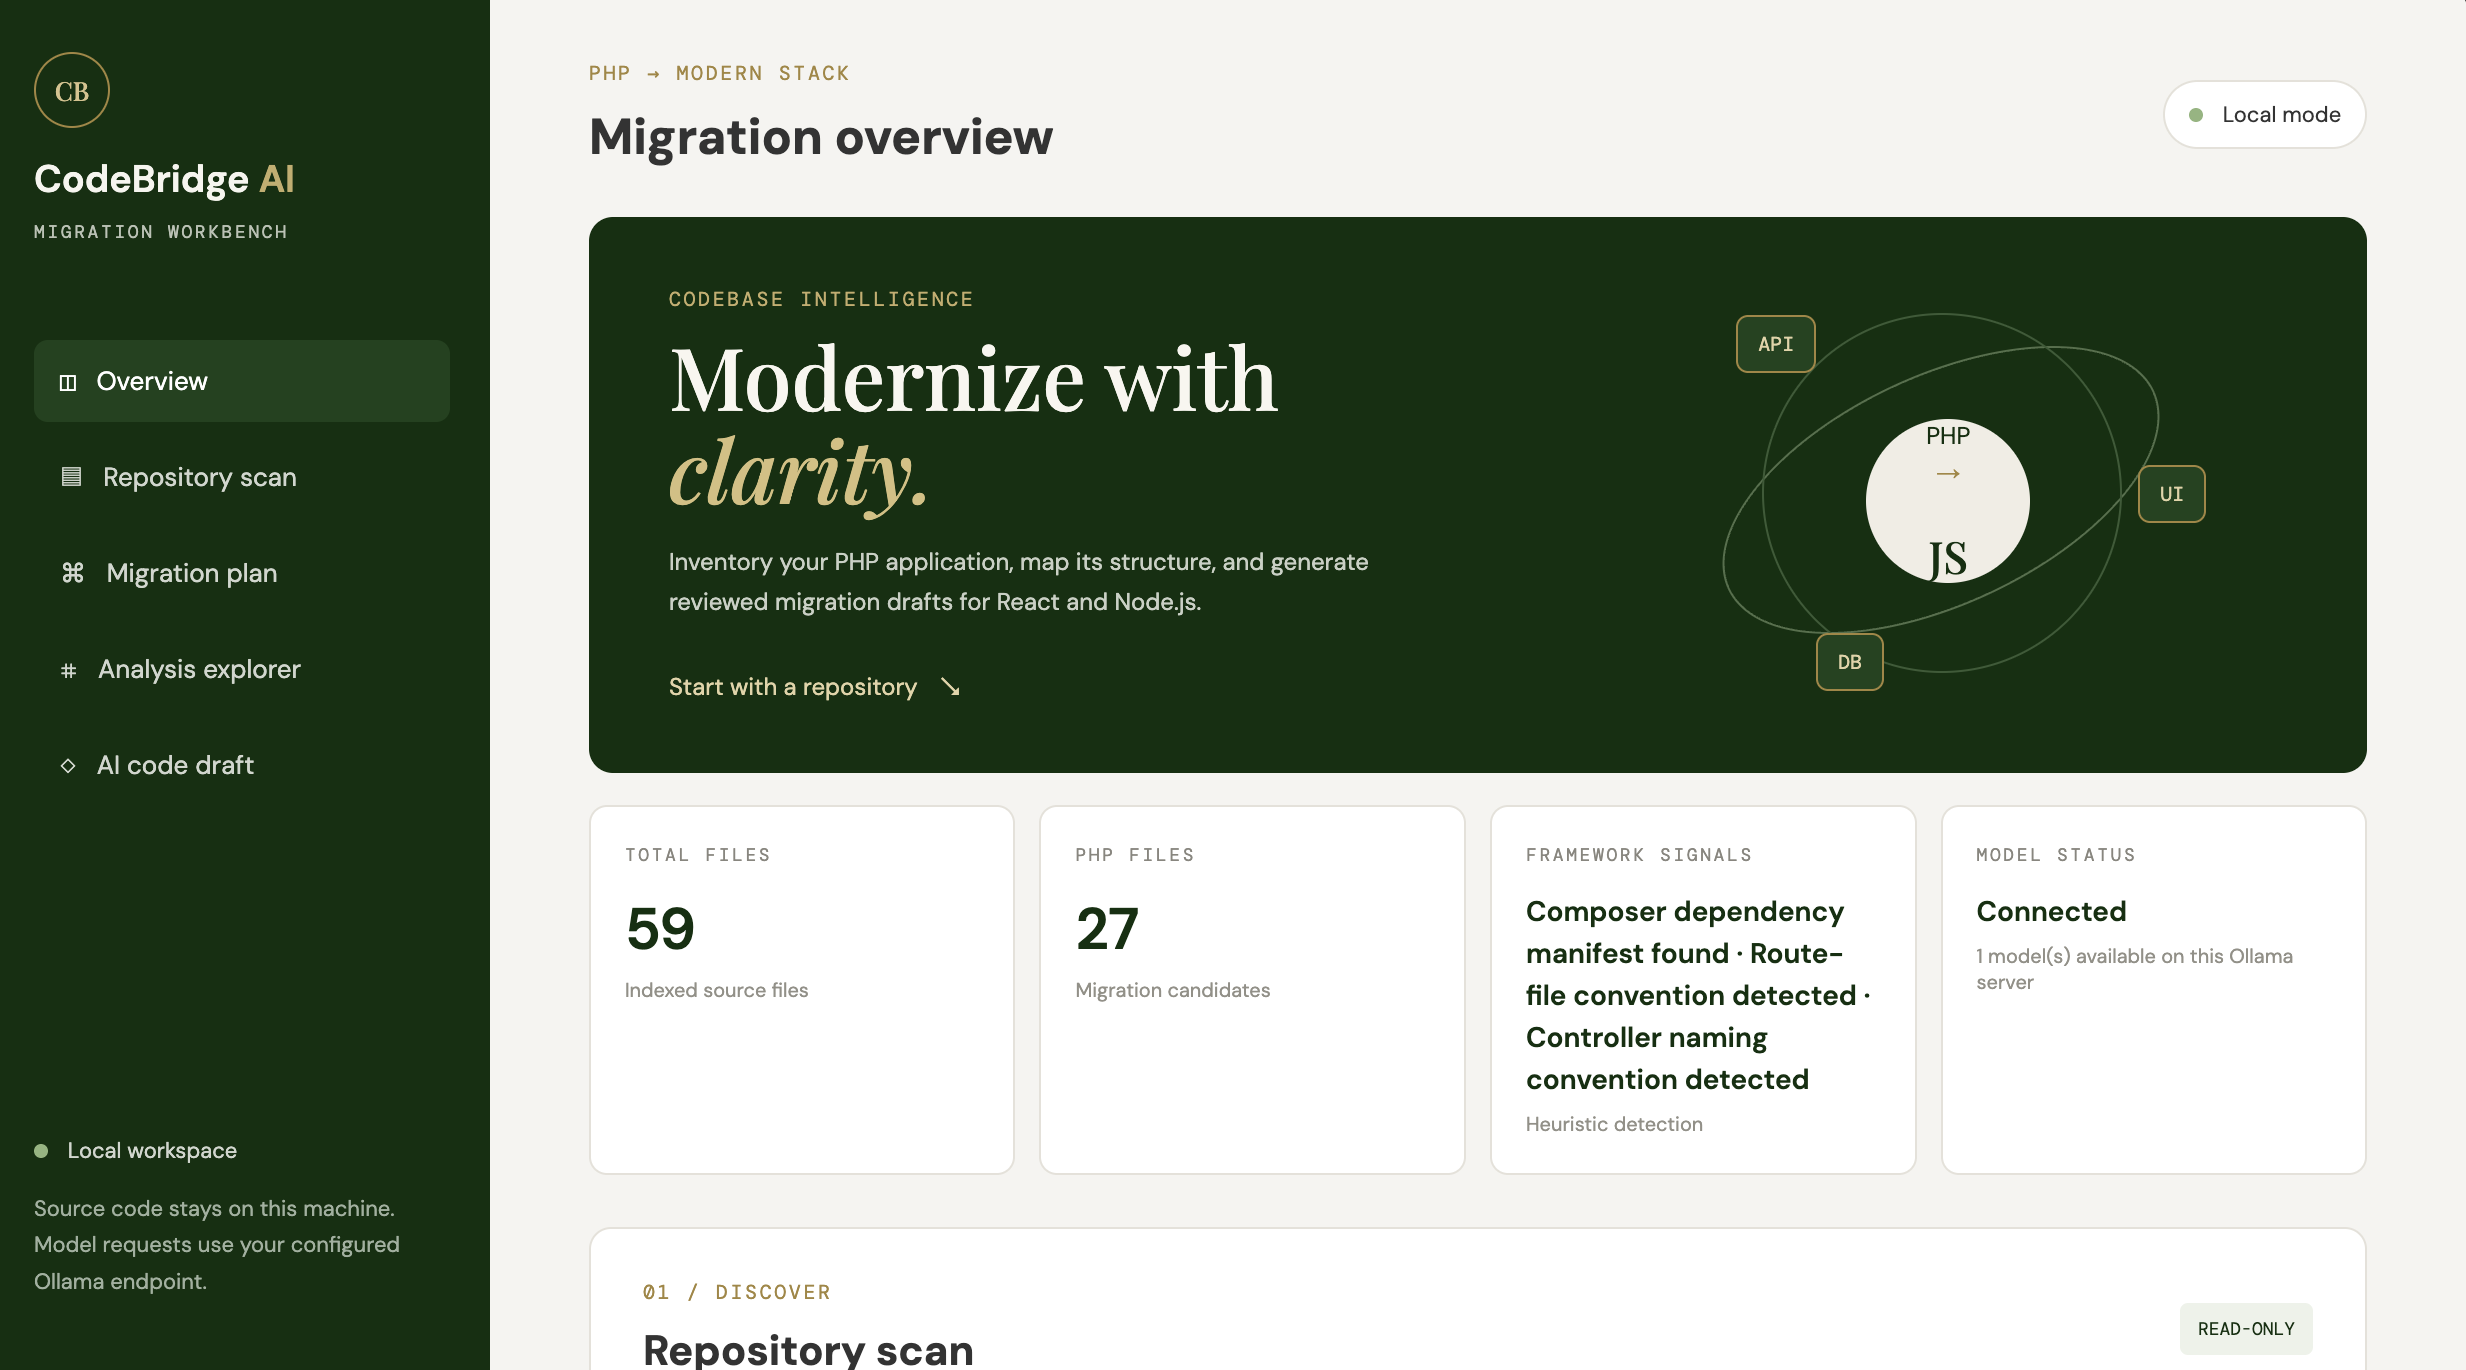 CB
CodeBridge AI
MIGRATION WORKBENCH
Overview
Repository scan
Migration plan
Analysis explorer
AI code draft
Local workspace
Source code stays on this machine.
Model requests use your configured
Ollama endpoint.
PHP → MODERN STACK
Migration overview
Local mode
CODEBASE INTELLIGENCE
Modernize with
clarity.
Inventory your PHP application, map its structure, and generate
reviewed migration drafts for React and Node.js.
Start with a repository ↘
API
PHP
→
JS
UI
DB
TOTAL FILES
59
Indexed source files
PHP FILES
27
Migration candidates
FRAMEWORK SIGNALS
Composer dependency
manifest found · Route-
file convention detected ·
Controller naming
convention detected
Heuristic detection
MODEL STATUS
Connected
1 model(s) available on this Ollama
server
01 / DISCOVER
Repository scan
READ-ONLY